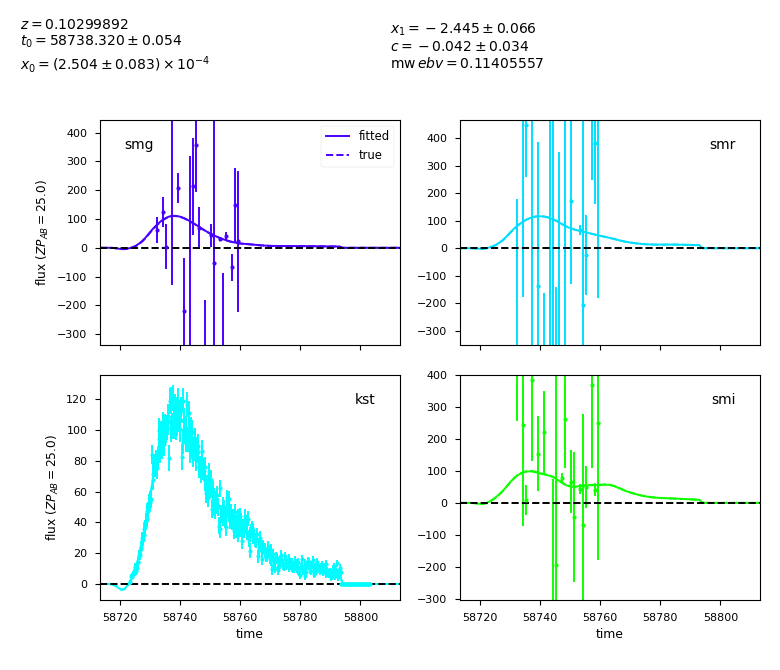 z = 0.10299892
t0 = 58738.320 ± 0.054
x0 = (2.504 ± 0.083) × 10^−4
x1 = −2.445 ± 0.066
c = −0.042 ± 0.034
mw ebv = 0.11405557
smg
fitted
true
flux (ZP_AB = 25.0)
400
300
200
100
0
−100
−200
−300
smr
400
300
200
100
0
−100
−200
−300
kst
flux (ZP_AB = 25.0)
120
100
80
60
40
20
0
58720 58740 58760 58780 58800
time
smi
400
300
200
100
0
−100
−200
−300
58720 58740 58760 58780 58800
time